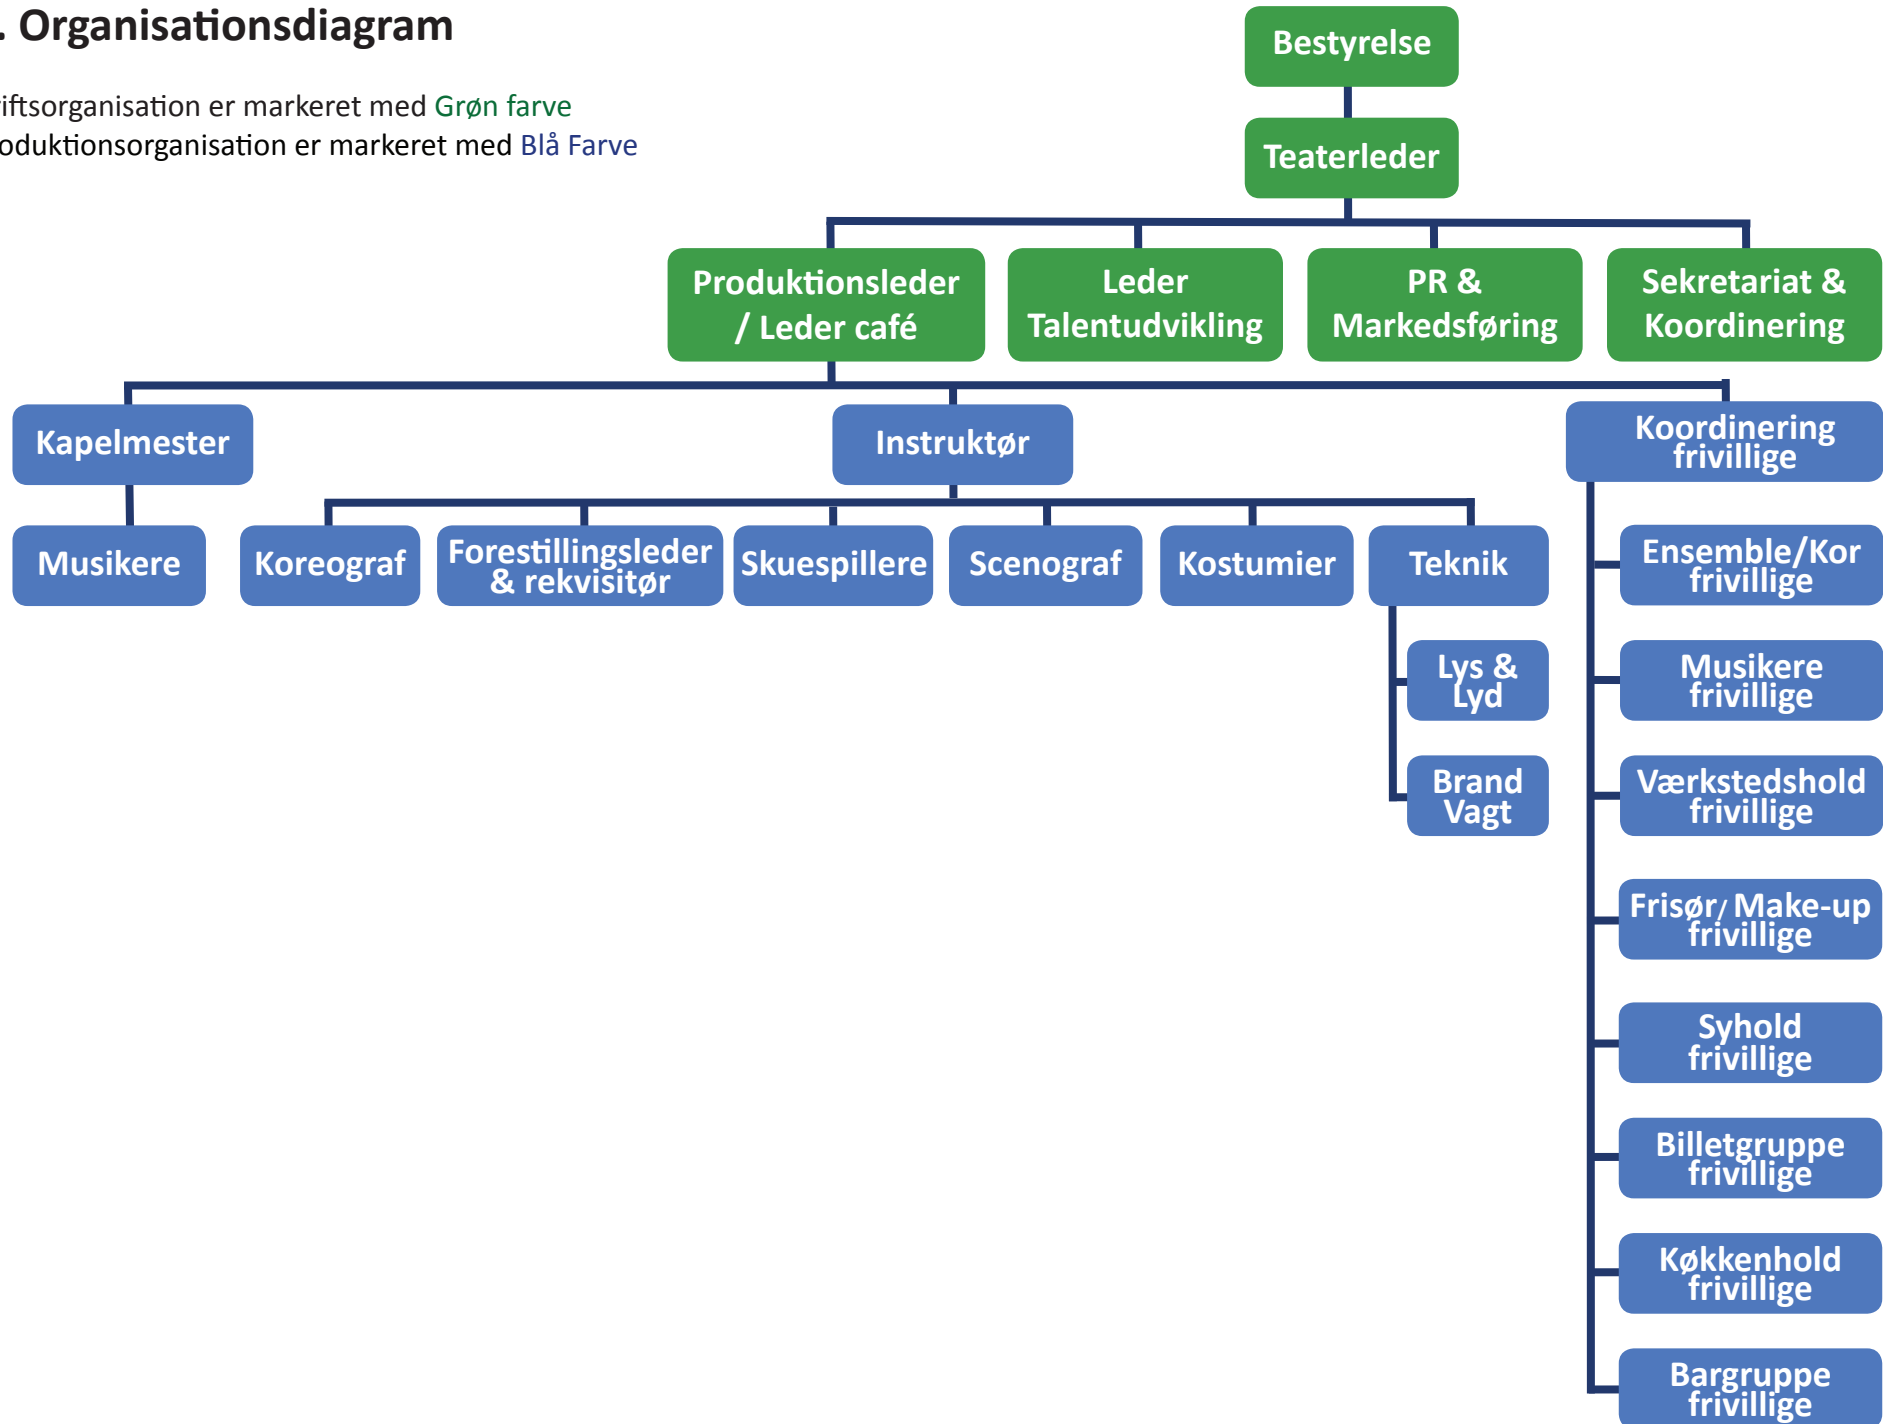 . Organisationsdiagram
iftsorganisation er markeret med Grøn farve
oduktionsorganisation er markeret med Blå Farve
Bestyrelse
Teaterleder
Produktionsleder
/ Leder café
Leder
Talentudvikling
PR &
Markedsføring
Sekretariat &
Koordinering
Kapelmester
Instruktør
Koordinering
frivillige
Musikere
Koreograf
Forestillingsleder
& rekvisitør
Skuespillere
Scenograf
Kostumier
Teknik
Lys &
Lyd
Brand
Vagt
Ensemble/Kor
frivillige
Musikere
frivillige
Værkstedshold
frivillige
Frisør/ Make-up
frivillige
Syhold
frivillige
Billetgruppe
frivillige
Køkkenhold
frivillige
Bargruppe
frivillige